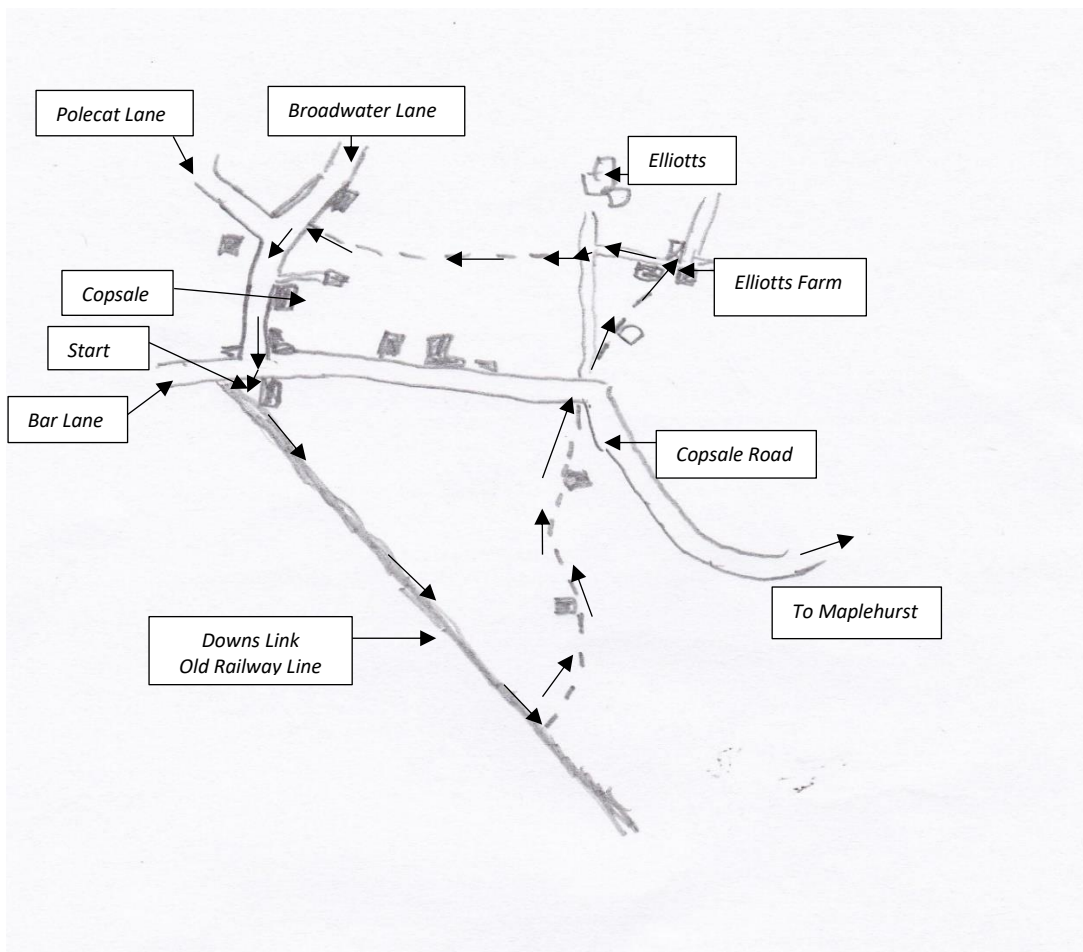 Polecat Lane
Broadwater Lane
Elliotts
Elliotts Farm
Copsale
Start
Bar Lane
Copsale Road
To Maplehurst
Downs Link
Old Railway Line